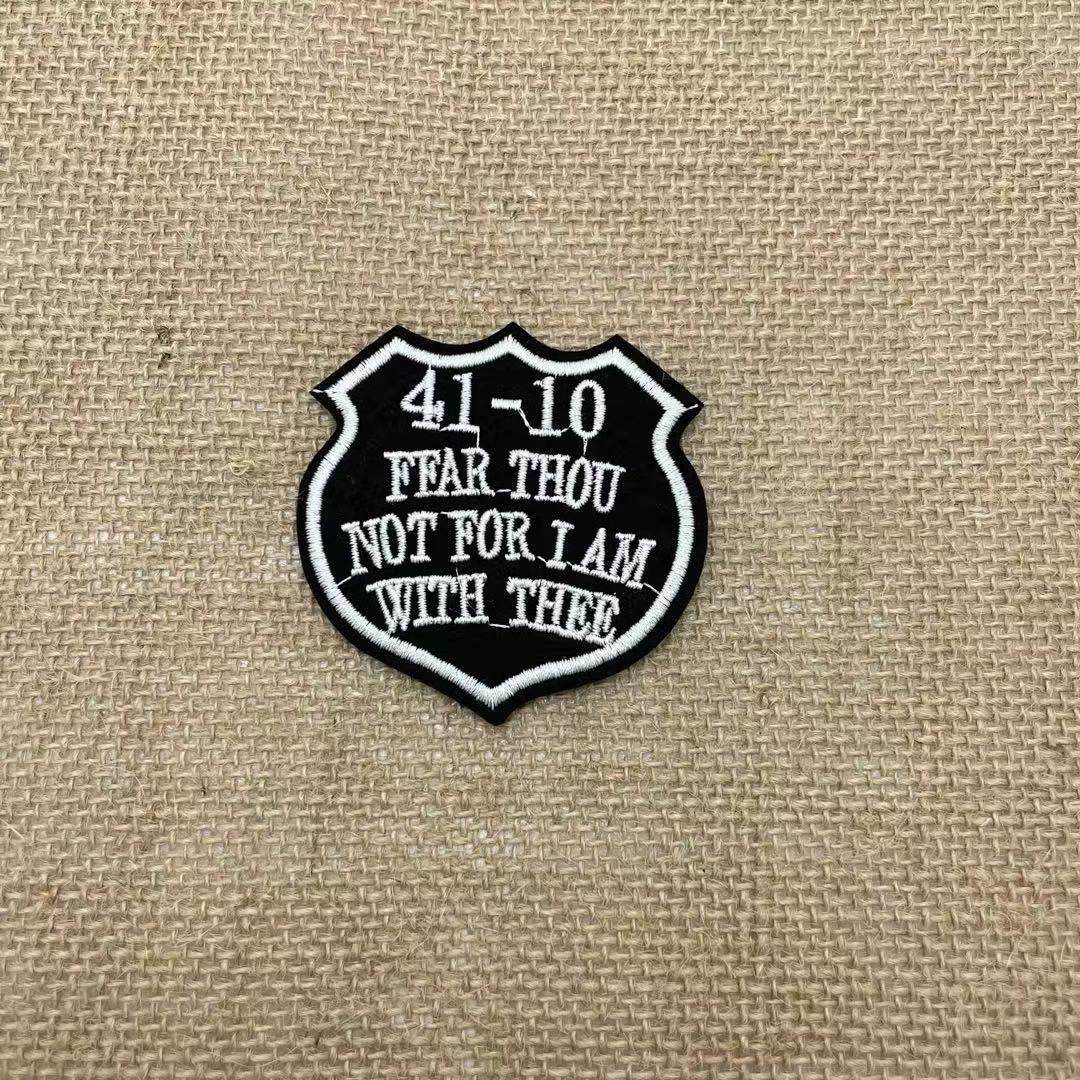 41-10
FEAR THOU
NOT FOR I AM
WITH THEE